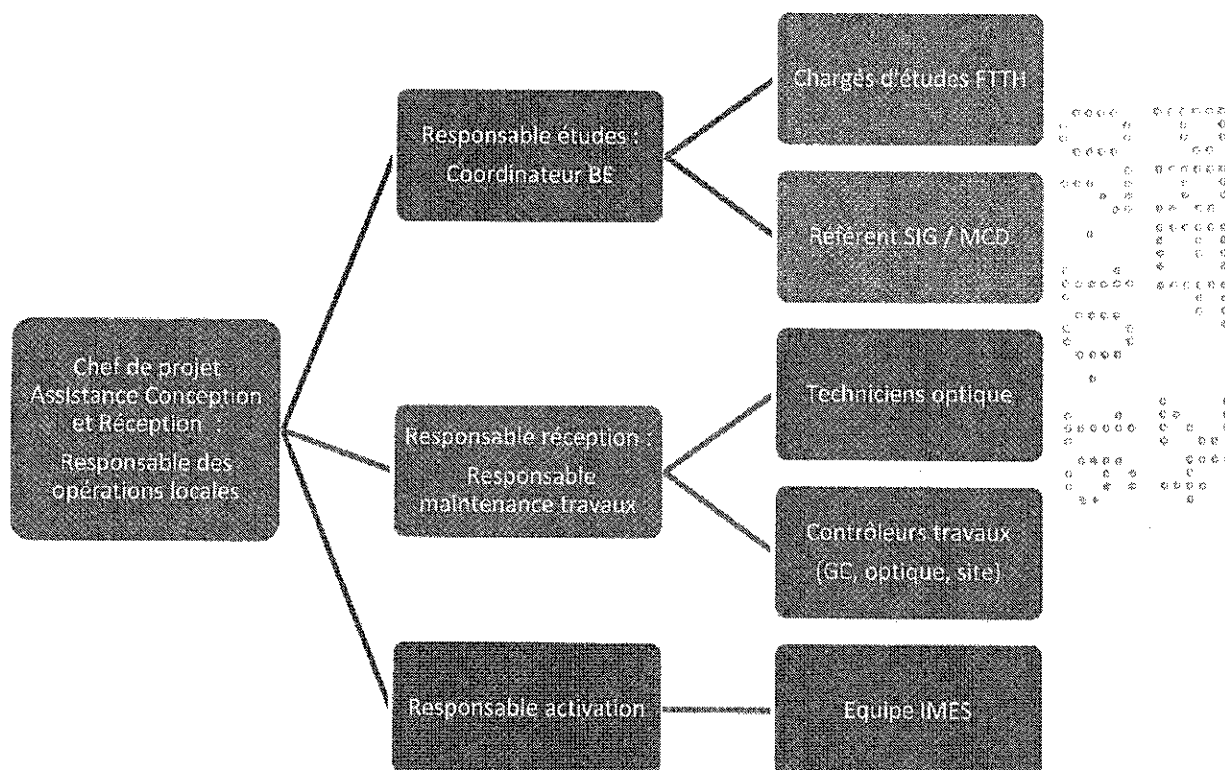 Chef de projet
Assistance Conception
et Réception :
Responsable des
opérations locales
Responsable études :
Coordinateur BE
Chargés d'études FTTH
Référent SIG / MCD
Responsable réception :
Responsable
maintenance travaux
Techniciens optique
Contrôleurs travaux
(GC, optique, site)
Responsable activation
Equipe IMES